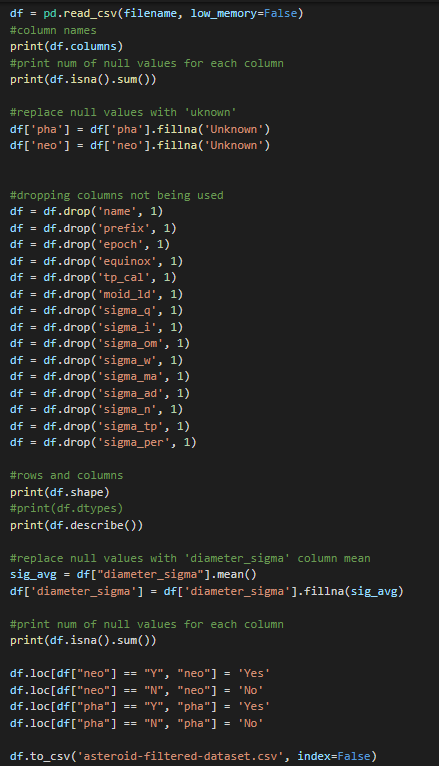 df = pd.read_csv(filename, low_memory=False)
#column names
print(df.columns)
#print num of null values for each column
print(df.isna().sum())
#replace null values with 'uknown'
df['pha'] = df['pha'].fillna('Unknown')
df['neo'] = df['neo'].fillna('Unknown')
#dropping columns not being used
df = df.drop('name', 1)
df = df.drop('prefix', 1)
df = df.drop('epoch', 1)
df = df.drop('equinox', 1)
df = df.drop('tp_cal', 1)
df = df.drop('moid_ld', 1)
df = df.drop('sigma_q', 1)
df = df.drop('sigma_i', 1)
df = df.drop('sigma_om', 1)
df = df.drop('sigma_w', 1)
df = df.drop('sigma_ma', 1)
df = df.drop('sigma_ad', 1)
df = df.drop('sigma_n', 1)
df = df.drop('sigma_tp', 1)
df = df.drop('sigma_per', 1)
#rows and columns
print(df.shape)
#print(df.dtypes)
print(df.describe())
#replace null values with 'diameter_sigma' column mean
sig_avg = df["diameter_sigma"].mean()
df['diameter_sigma'] = df['diameter_sigma'].fillna(sig_avg)
#print num of null values for each column
print(df.isna().sum())
df.loc[df["neo"] == "Y", "neo"] = 'Yes'
df.loc[df["neo"] == "N", "neo"] = 'No'
df.loc[df["pha"] == "Y", "pha"] = 'Yes'
df.loc[df["pha"] == "N", "pha"] = 'No'
df.to_csv('asteroid-filtered-dataset.csv', index=False)